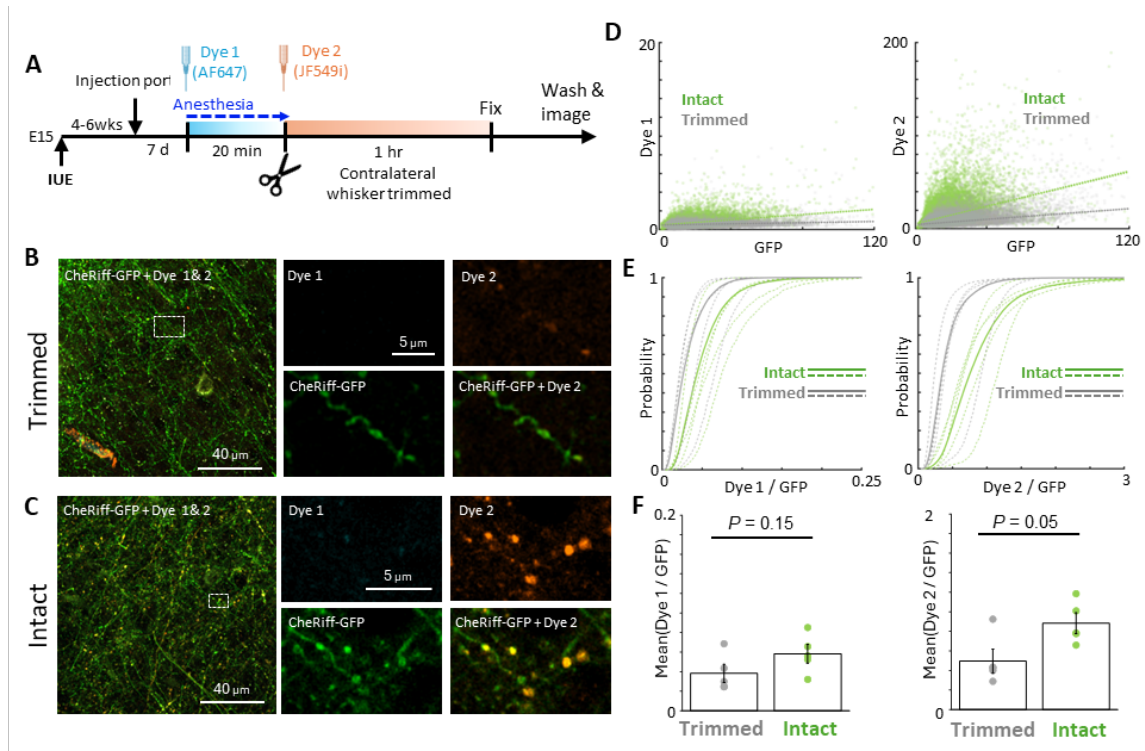 A
Injection port
Dye 1
(AF647)
Dye 2
(JF549i)
Anesthesia
Wash &
image
Fix
E15
4-6wks
7 d
20 min
1 hr
IUE
Contralateral
whisker trimmed
B
Trimmed
CheRiff-GFP + Dye 1& 2
40 µm
Dye 1
5 µm
Dye 2
CheRiff-GFP
CheRiff-GFP + Dye 2
C
Intact
CheRiff-GFP + Dye 1& 2
40 µm
Dye 1
5 µm
Dye 2
CheRiff-GFP
CheRiff-GFP + Dye 2
D
20
Dye 1
Intact
Trimmed
0
0
GFP
120
200
Dye 2
Intact
Trimmed
0
0
GFP
120
E
1
Probability
Intact
Trimmed
0
0
Dye 1 / GFP
0.25
1
Probability
Intact
Trimmed
0
0
Dye 2 / GFP
3
F
0.2
P = 0.15
Mean(Dye 1 / GFP)
0
Trimmed
Intact
2
P = 0.05
Mean(Dye 2 / GFP)
0
Trimmed
Intact